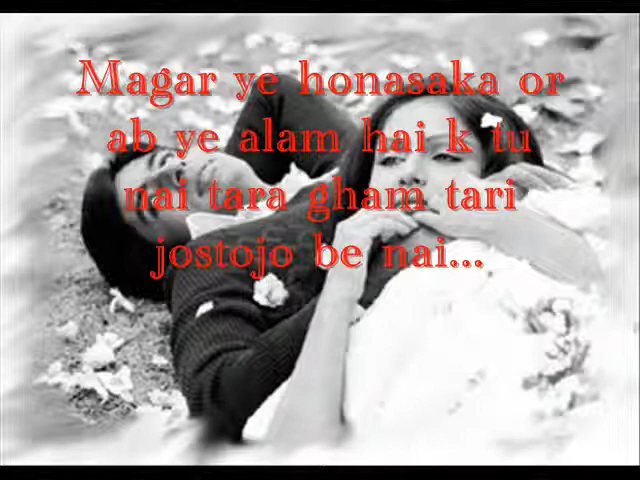 Magar ye honasaka or
ab ye alam hai k tu
nai tara gham tari
jostojo be nai...